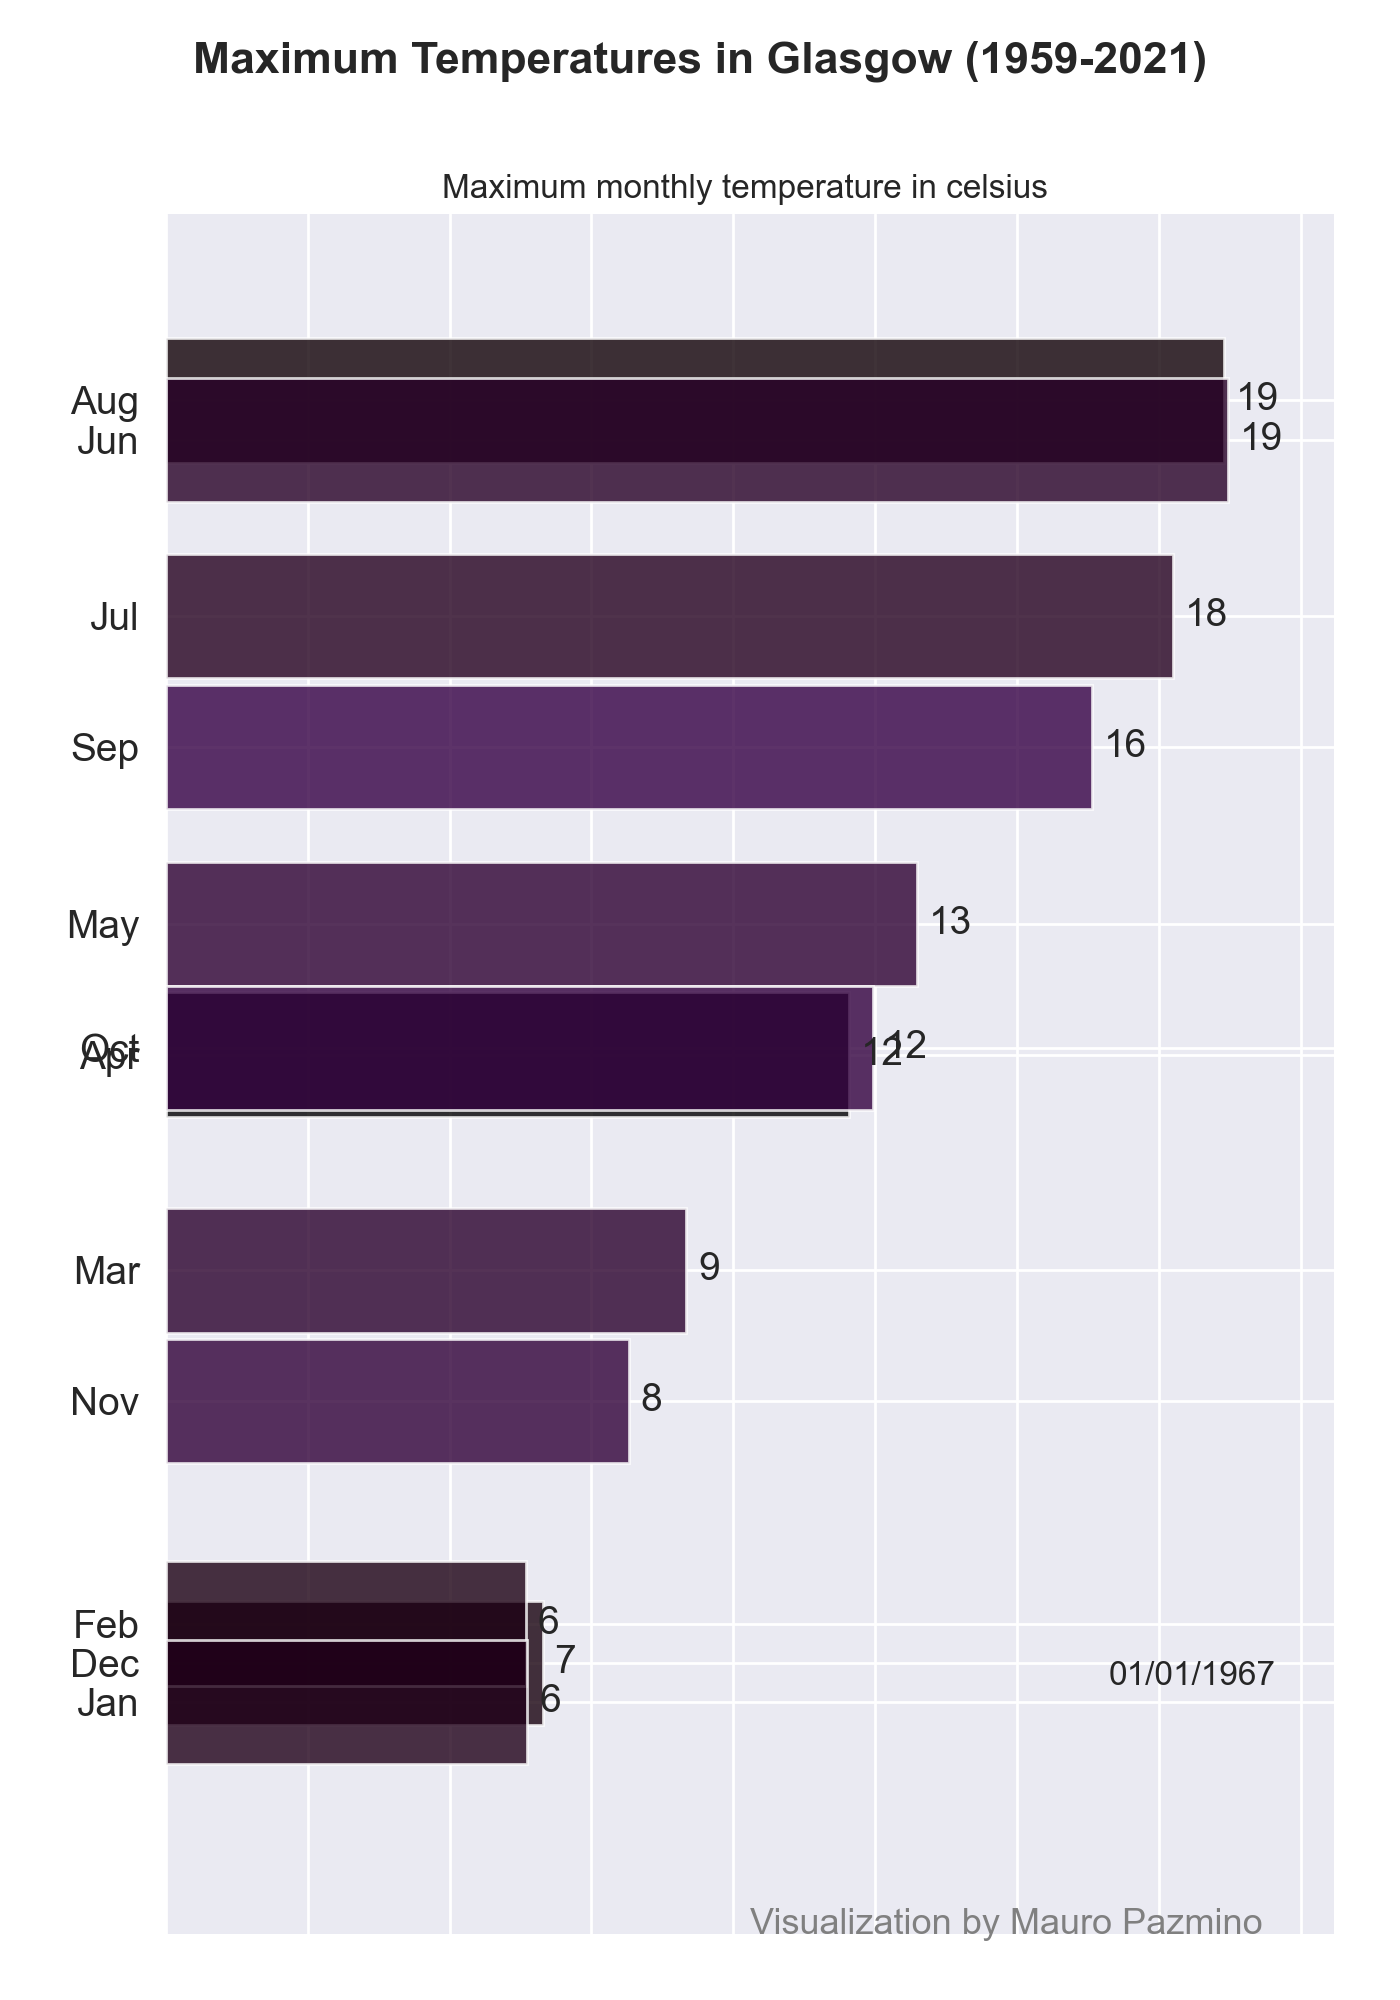 Maximum Temperatures in Glasgow (1959-2021)
Maximum monthly temperature in celsius
Aug 19
Jun 19
Jul 18
Sep 16
May 13
Oct 12
Apr 12
Mar 9
Nov 8
Feb 6
Dec 7
01/01/1967
Jan 6
Visualization by Mauro Pazmino